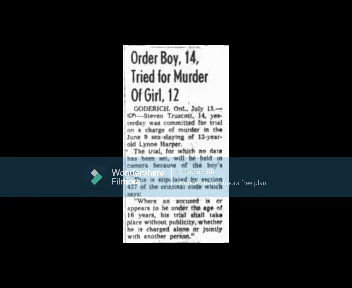 Order Boy, 14,
Tried for Murder
Of Girl, 12
GODERICH, Ont., July 15.—
(CP)—Steven Truscott, 14, yes-
terday was committed for trial
on a charge of murder in the
June 9 sex-slaying of 12-year-
old Lynne Harper.
The trial, for which no date
has been set, will be held in
camera because of the boy's
Wondershare
This is stipulated by section
Filmora
free plan
427 of the criminal code which
says:
"Where an accused is or
appears to be under the age of
16 years, his trial shall take
place without publicity, whether
he is charged alone or jointly
with another person."